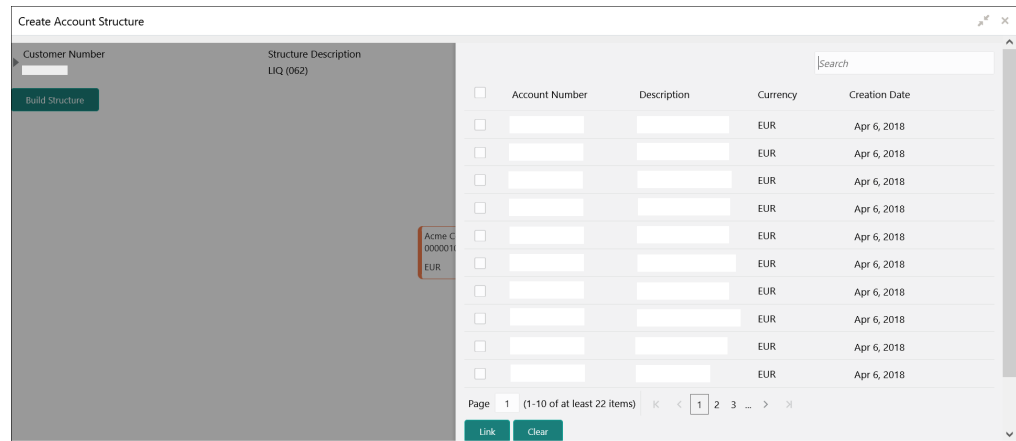 Create Account Structure
Customer Number
Structure Description
LIQ (062)
Build Structure
Acme C
0000010
EUR
Search
Account Number Description Currency Creation Date
EUR Apr 6, 2018
EUR Apr 6, 2018
EUR Apr 6, 2018
EUR Apr 6, 2018
EUR Apr 6, 2018
EUR Apr 6, 2018
EUR Apr 6, 2018
EUR Apr 6, 2018
EUR Apr 6, 2018
EUR Apr 6, 2018
Page 1 (1-10 of at least 22 items) 1 2 3 ...
Link Clear